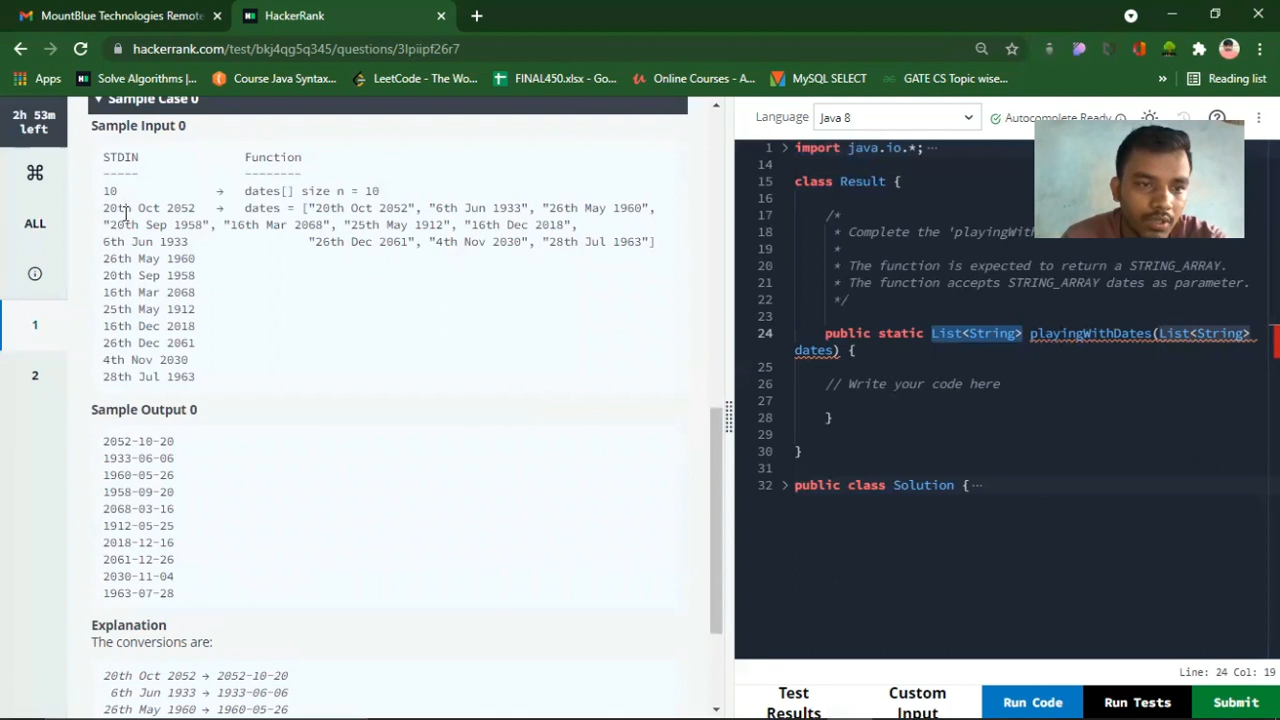 MountBlue Technologies Remote
HackerRank
hackerrank.com/test/bkj4qg5q345/questions/3lpiipf26r7
Apps
Solve Algorithms |...
Course Java Syntax...
LeetCode - The Wo...
FINAL450.xlsx - Go...
Online Courses - A...
MySQL SELECT
GATE CS Topic wise...
»
Reading list
2h 53m
left
ALL
1
2
Sample Case 0
Sample Input 0
STDIN Function
----- --------
10 → dates[] size n = 10
20th Oct 2052 → dates = ["20th Oct 2052", "6th Jun 1933", "26th May 1960",
"20th Sep 1958", "16th Mar 2068", "25th May 1912", "16th Dec 2018",
6th Jun 1933 "26th Dec 2061", "4th Nov 2030", "28th Jul 1963"]
26th May 1960
20th Sep 1958
16th Mar 2068
25th May 1912
16th Dec 2018
26th Dec 2061
4th Nov 2030
28th Jul 1963
Sample Output 0
2052-10-20
1933-06-06
1960-05-26
1958-09-20
2068-03-16
1912-05-25
2018-12-16
2061-12-26
2030-11-04
1963-07-28
Explanation
The conversions are:
20th Oct 2052 → 2052-10-20
6th Jun 1933 → 1933-06-06
26th May 1960 → 1960-05-26
Language
Java 8
Autocomplete Ready
1 import java.io.*;
14
15 class Result {
16
17 /*
18 * Complete the 'playingWith
19 *
20 * The function is expected to return a STRING_ARRAY.
21 * The function accepts STRING_ARRAY dates as parameter.
22 */
23
24 public static List<String> playingWithDates(List<String>
dates) {
25
26 // Write your code here
27
28 }
29
30 }
31
32 public class Solution {
Line: 24 Col: 19
Test
Results
Custom
Input
Run Code
Run Tests
Submit